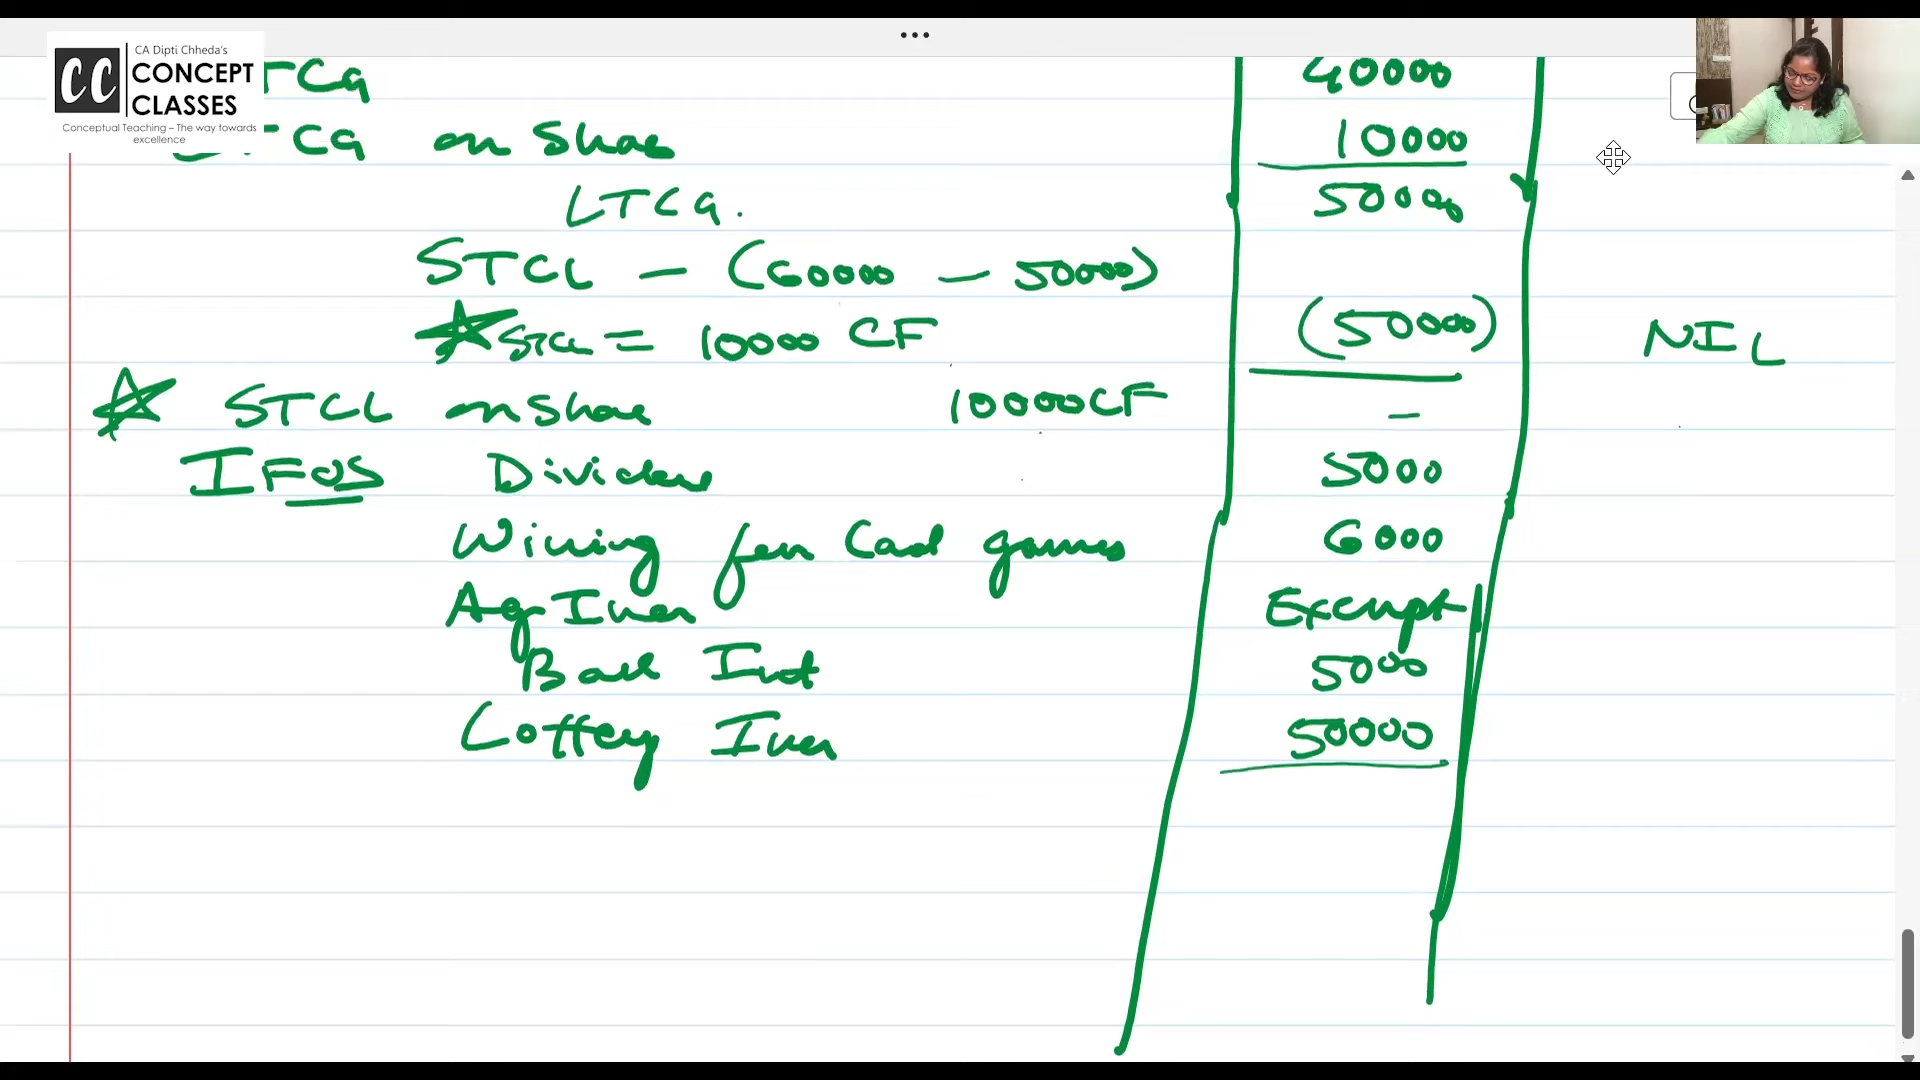 •••
CA Dipti Chheda's
CC CONCEPT
CLASSES
Conceptual Teaching – The way towards
excellence
TCG 40000
TCG on Share 10000
LTCG. 50000
STCL – (60000 – 50000)
STCL = 10000 CF (50000) NIL
STCL on Share 10000 CF –
IFOS Dividend 5000
Wining from Card games 6000
Ag Income Exempt
Bank Int 5000
Lottery Income 50000